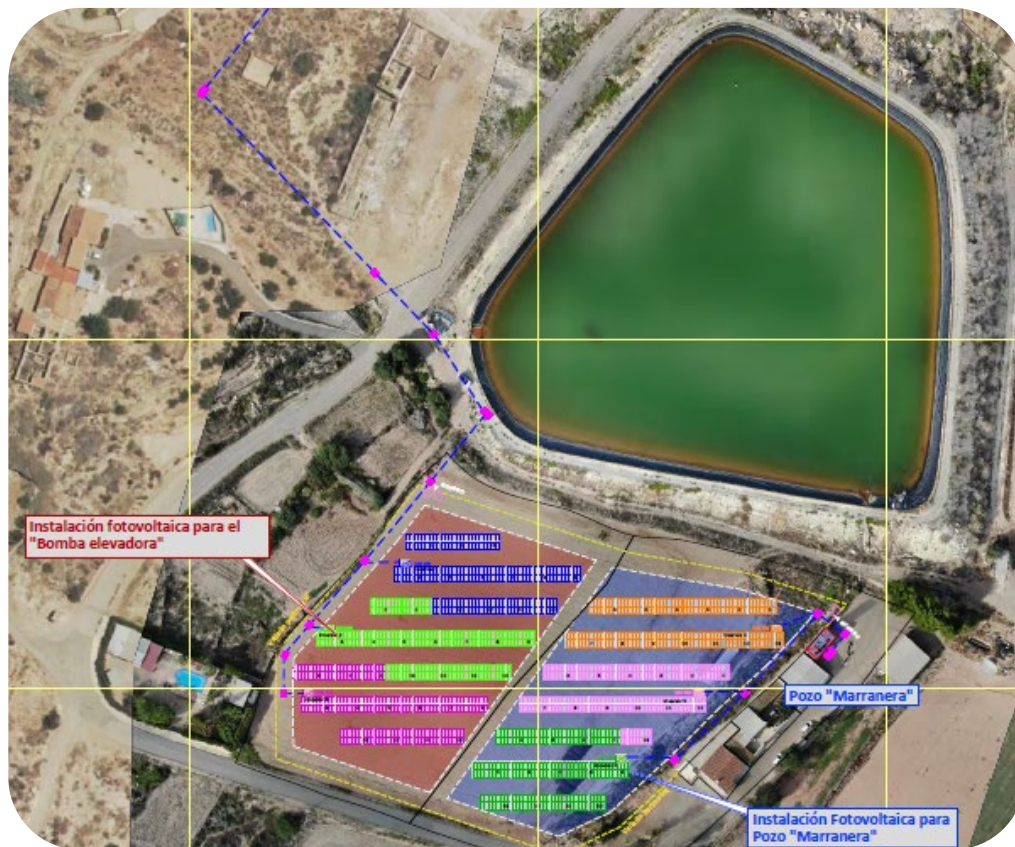 Instalación fotovoltaica para el
"Bomba elevadora"
Pozo "Marranera"
Instalación Fotovoltaica para
Pozo "Marranera"